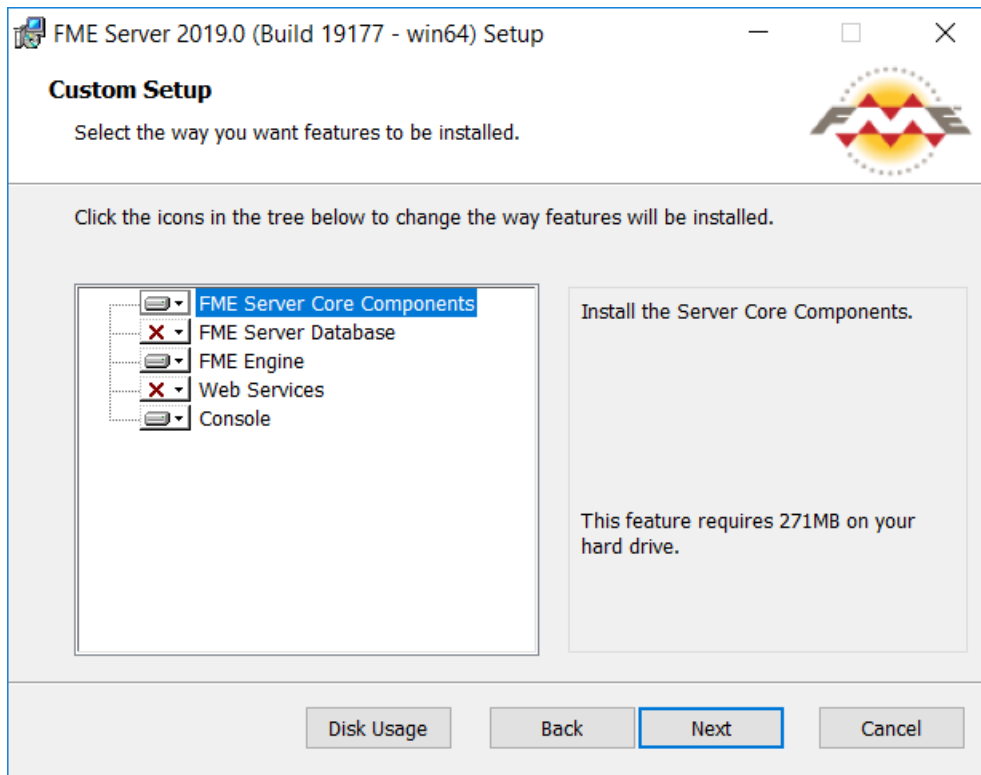 FME Server 2019.0 (Build 19177 - win64) Setup
Custom Setup
Select the way you want features to be installed.
FME
Click the icons in the tree below to change the way features will be installed.
FME Server Core Components
FME Server Database
FME Engine
Web Services
Console
Install the Server Core Components.
This feature requires 271MB on your
hard drive.
Disk Usage
Back
Next
Cancel